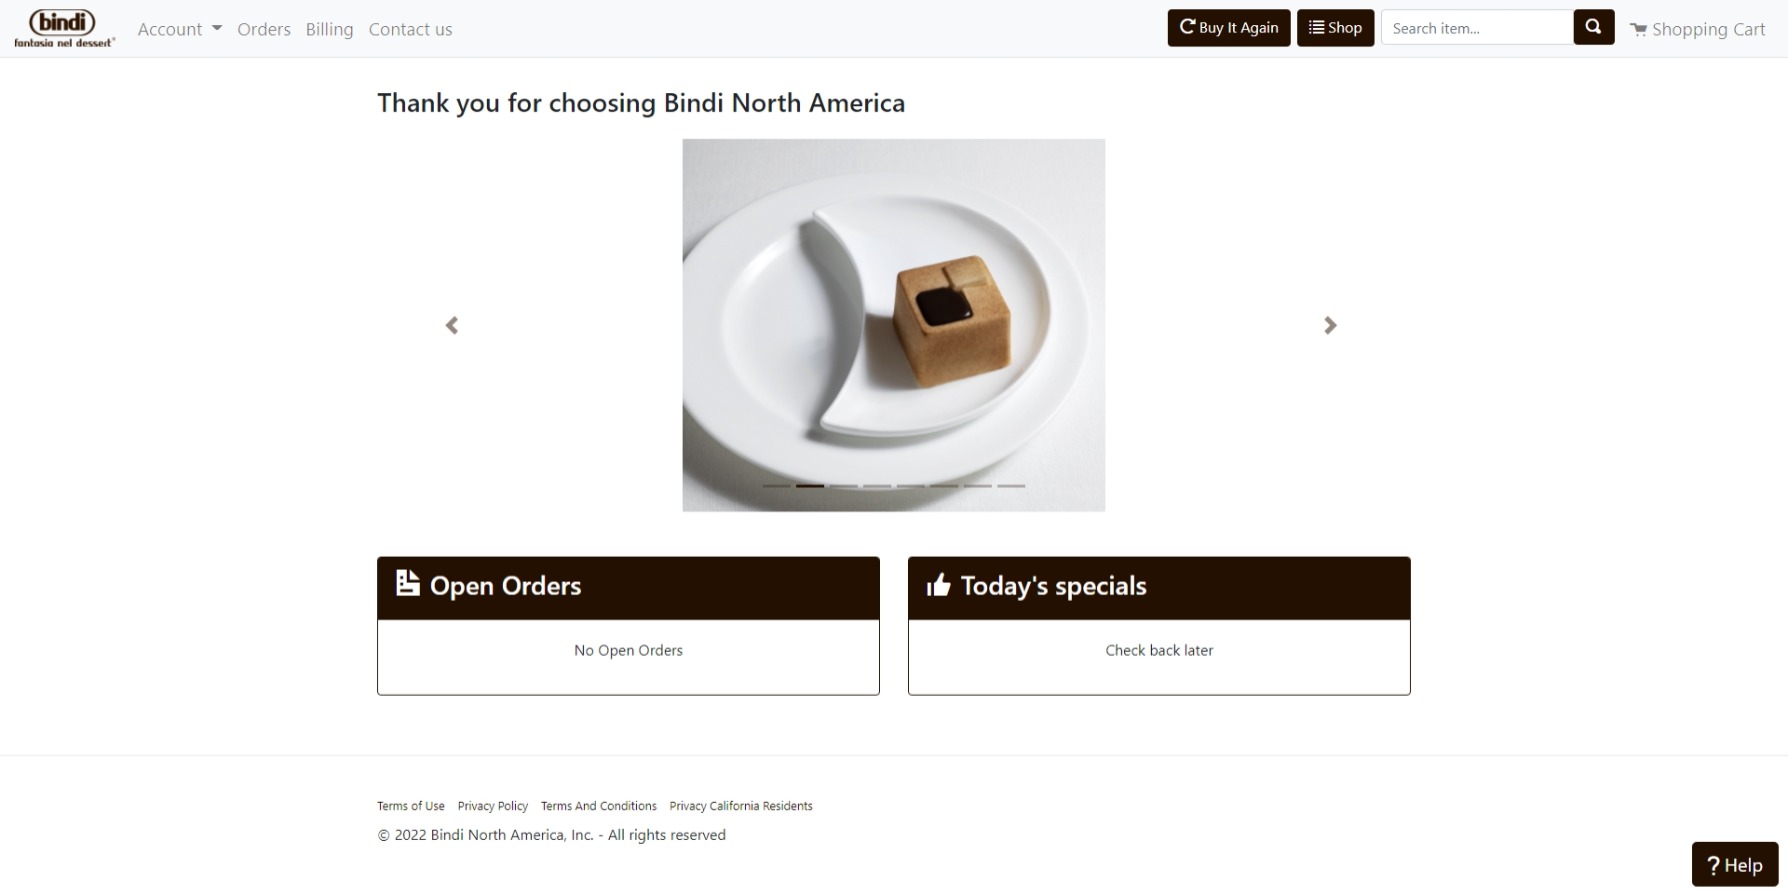 bindi
fantasia nel dessert®
Account Orders Billing Contact us
Buy It Again Shop Search item... Shopping Cart
Thank you for choosing Bindi North America
Open Orders
No Open Orders
Today's specials
Check back later
Terms of Use Privacy Policy Terms And Conditions Privacy California Residents
© 2022 Bindi North America, Inc. - All rights reserved
? Help